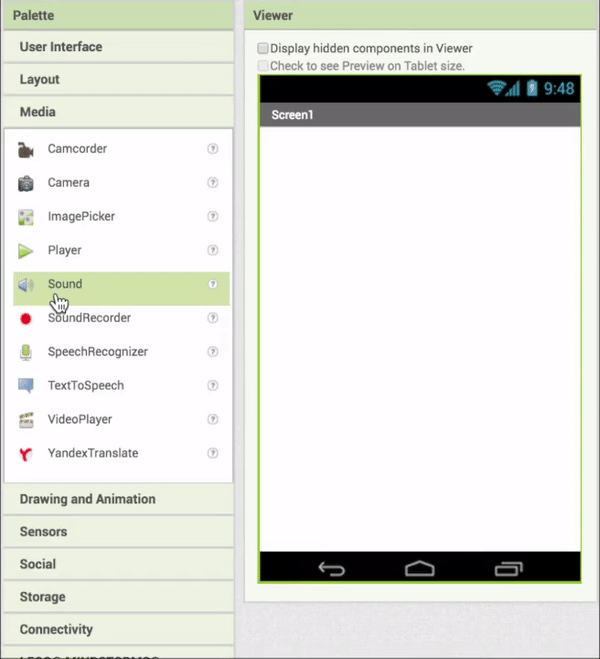 Palette
User Interface
Layout
Media
Camcorder
Camera
ImagePicker
Player
Sound
SoundRecorder
SpeechRecognizer
TextToSpeech
VideoPlayer
YandexTranslate
Drawing and Animation
Sensors
Social
Storage
Connectivity
Viewer
Display hidden components in Viewer
Check to see Preview on Tablet size.
9:48
Screen1